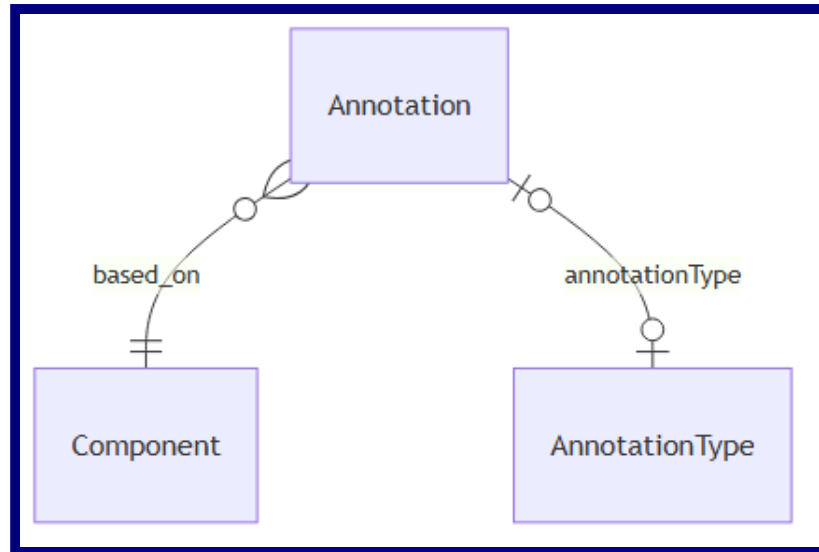 Annotation
based_on
annotationType
Component
AnnotationType